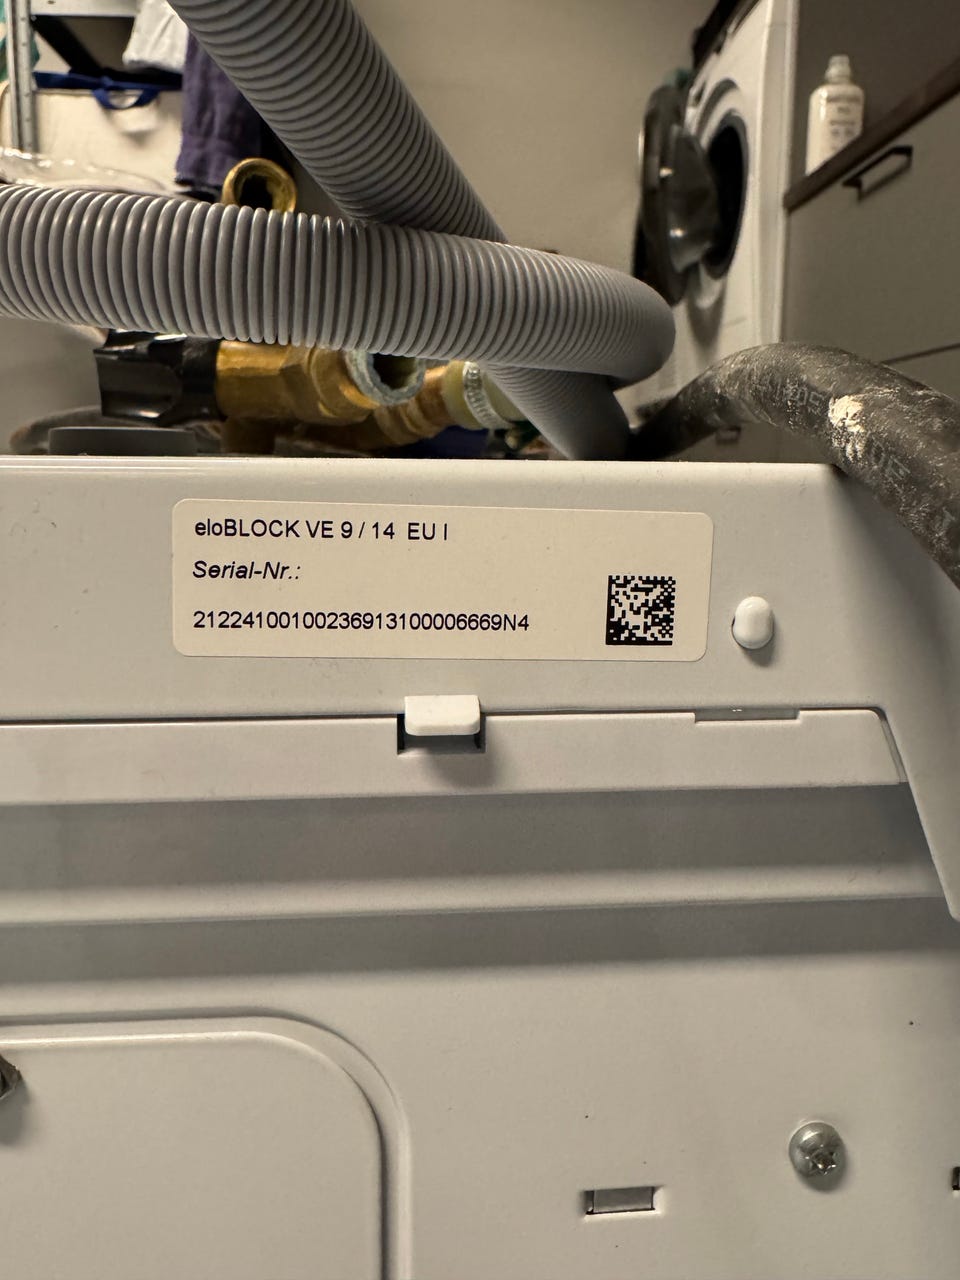 eloBLOCK VE 9 / 14 EU I
Serial-Nr.:
21224100100236913100006669N4